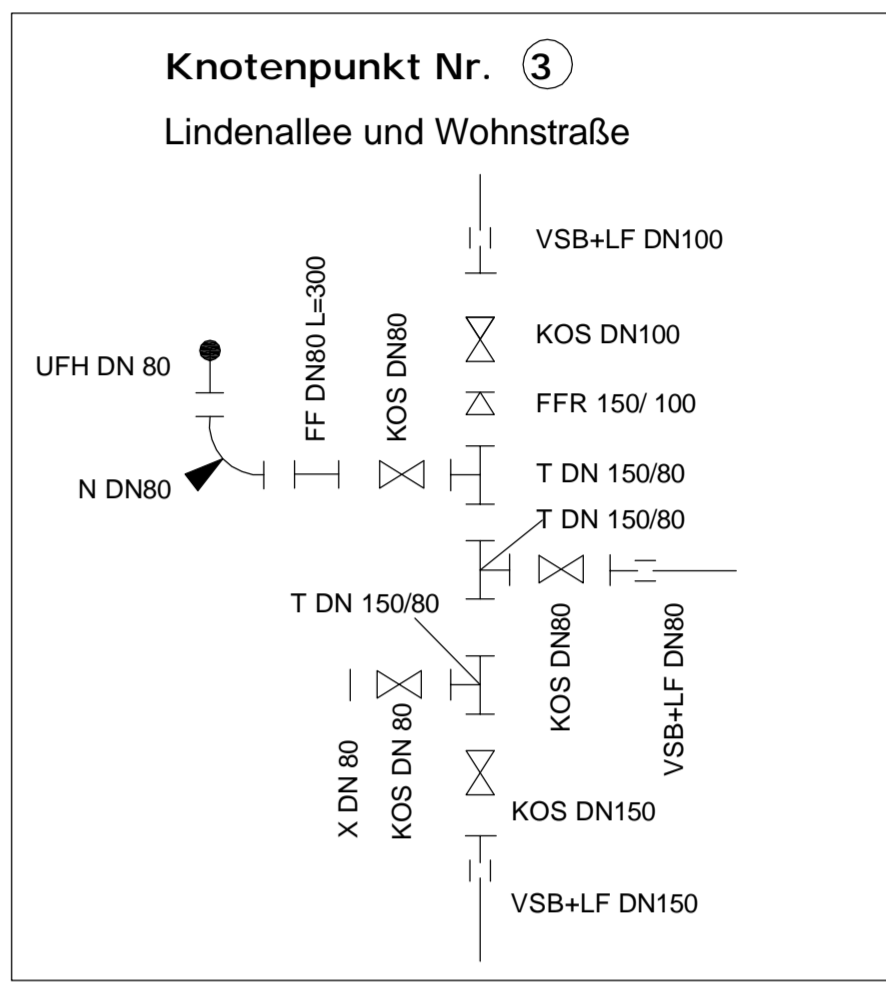 Knotenpunkt Nr. 3
Lindenallee und Wohnstraße
VSB+LF DN100
KOS DN100
FFR 150/ 100
FF DN80 L=300
KOS DN80
UFH DN 80
N DN80
T DN 150/80
T DN 150/80
T DN 150/80
KOS DN80
VSB+LF DN80
X DN 80
KOS DN 80
KOS DN150
VSB+LF DN150